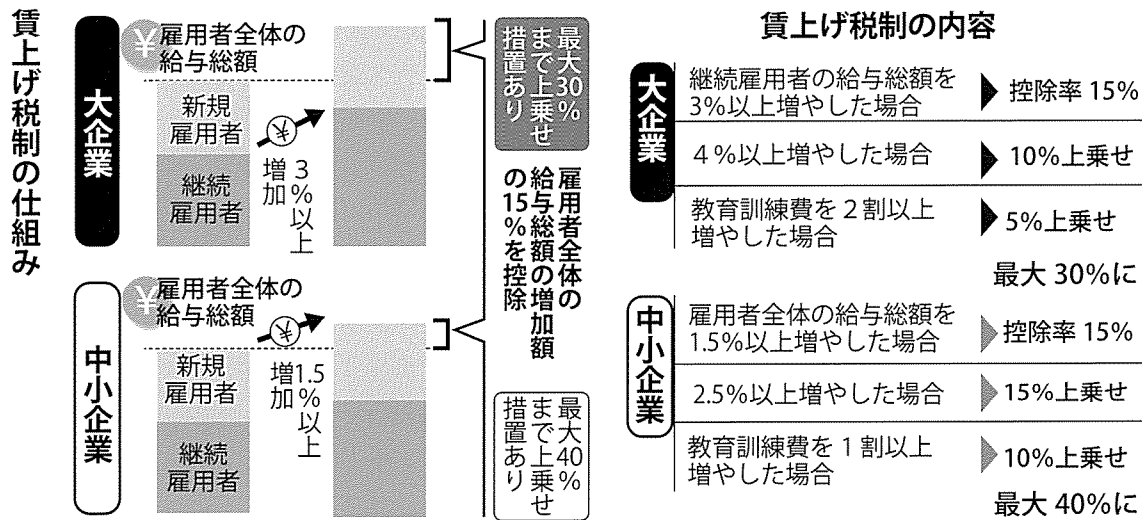 賃上げ税制の仕組み
大企業
¥
雇用者全体の
給与総額
新規
雇用者
継続
雇用者
¥
3%以上
増加
最大30%
まで上乗せ
措置あり
雇用者全体の
給与総額の増加額
の15%を控除
中小企業
¥
雇用者全体の
給与総額
新規
雇用者
継続
雇用者
¥
1.5%以上
増加
最大40%
まで上乗せ
措置あり
賃上げ税制の内容
大企業
継続雇用者の給与総額を
3%以上増やした場合
控除率 15%
4%以上増やした場合
10%上乗せ
教育訓練費を2割以上
増やした場合
5%上乗せ
最大 30%に
中小企業
雇用者全体の給与総額を
1.5%以上増やした場合
控除率 15%
2.5%以上増やした場合
15%上乗せ
教育訓練費を1割以上
増やした場合
10%上乗せ
最大 40%に